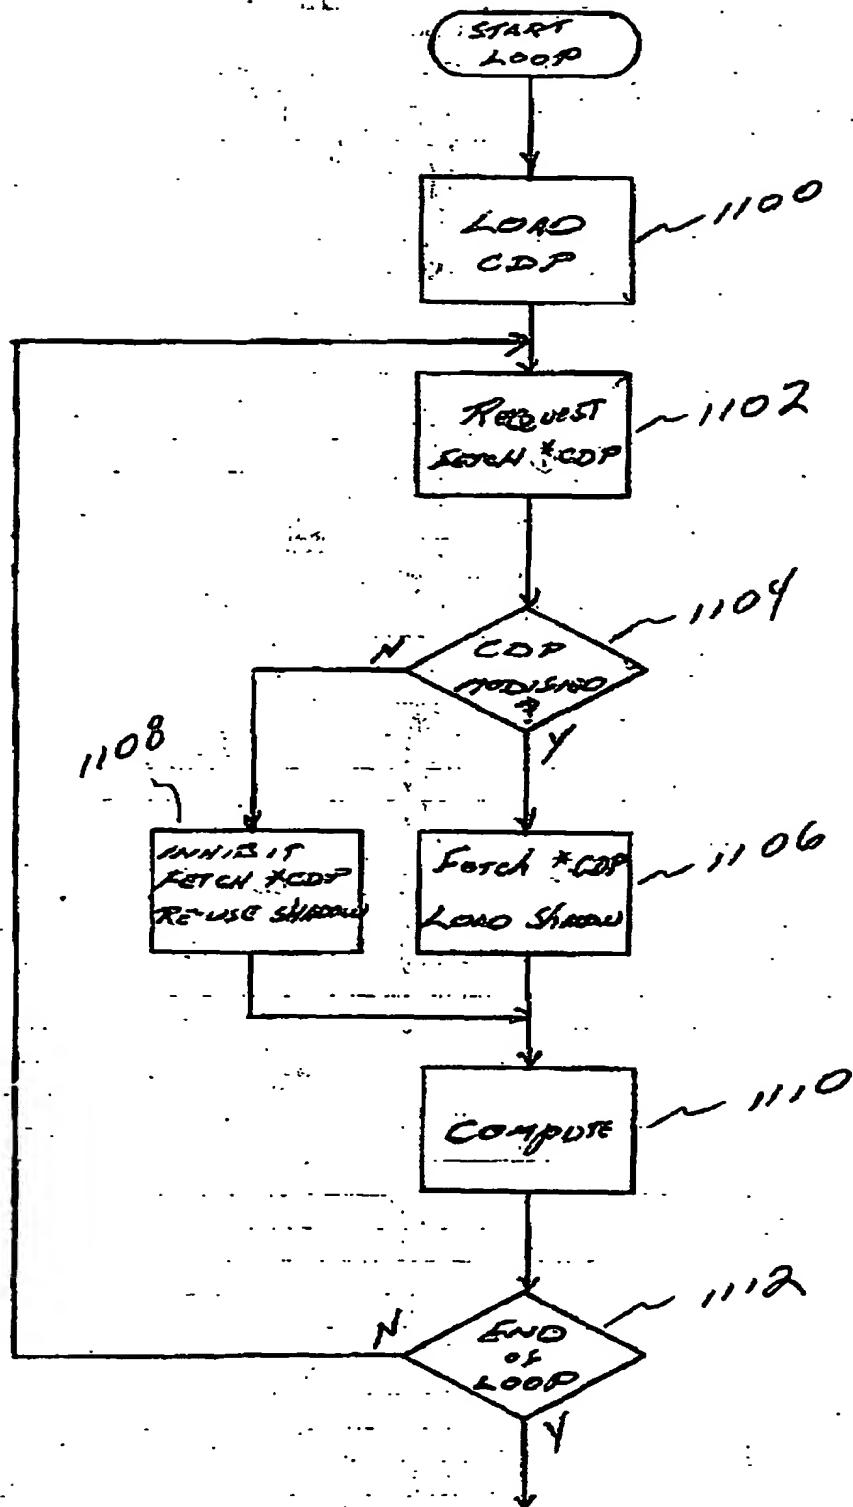 START
LOOP
LOAD
CDP
1100
REQUEST
FETCH *CDP
1102
CDP
MODIFIED
?
1104
N
Y
1108
INHIBIT
FETCH *CDP
RE-USE SHADOW
FETCH *CDP
LOAD SHADOW
1106
COMPUTE
1110
END
OF
LOOP
1112
N
Y